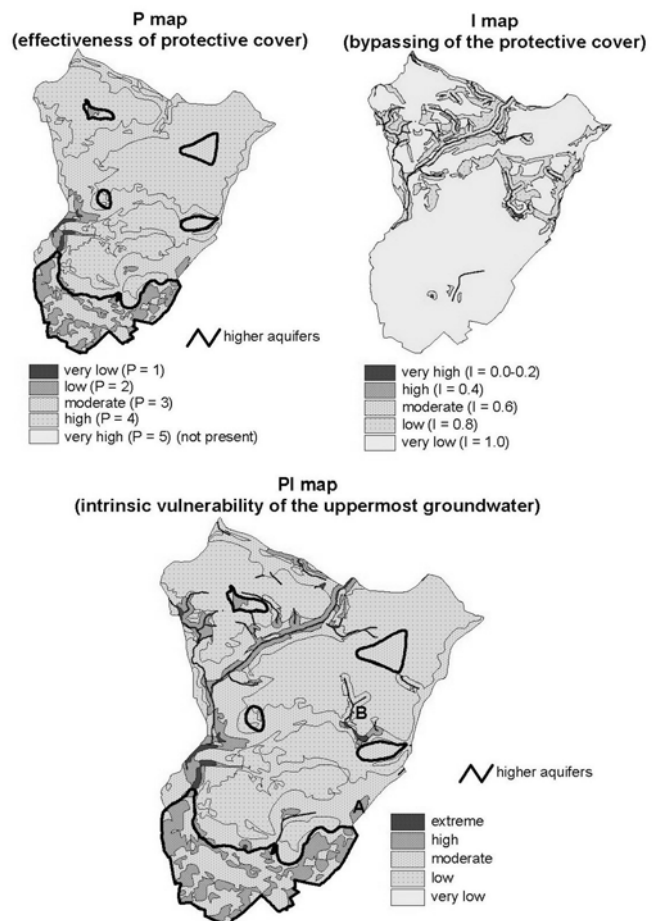 P map
(effectiveness of protective cover)
I map
(bypassing of the protective cover)
higher aquifers
very low (P = 1)
low (P = 2)
moderate (P = 3)
high (P = 4)
very high (P = 5) (not present)
very high (I = 0.0-0.2)
high (I = 0.4)
moderate (I = 0.6)
low (I = 0.8)
very low (I = 1.0)
PI map
(intrinsic vulnerability of the uppermost groundwater)
B
higher aquifers
A
extreme
high
moderate
low
very low